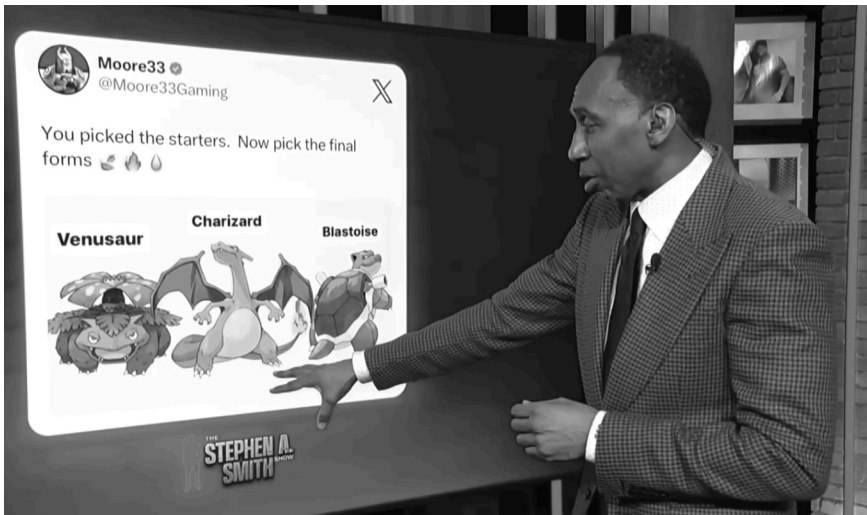 Moore33
@Moore33Gaming
You picked the starters. Now pick the final
forms
Venusaur
Charizard
Blastoise
THE
STEPHEN A.
SMITH SHOW